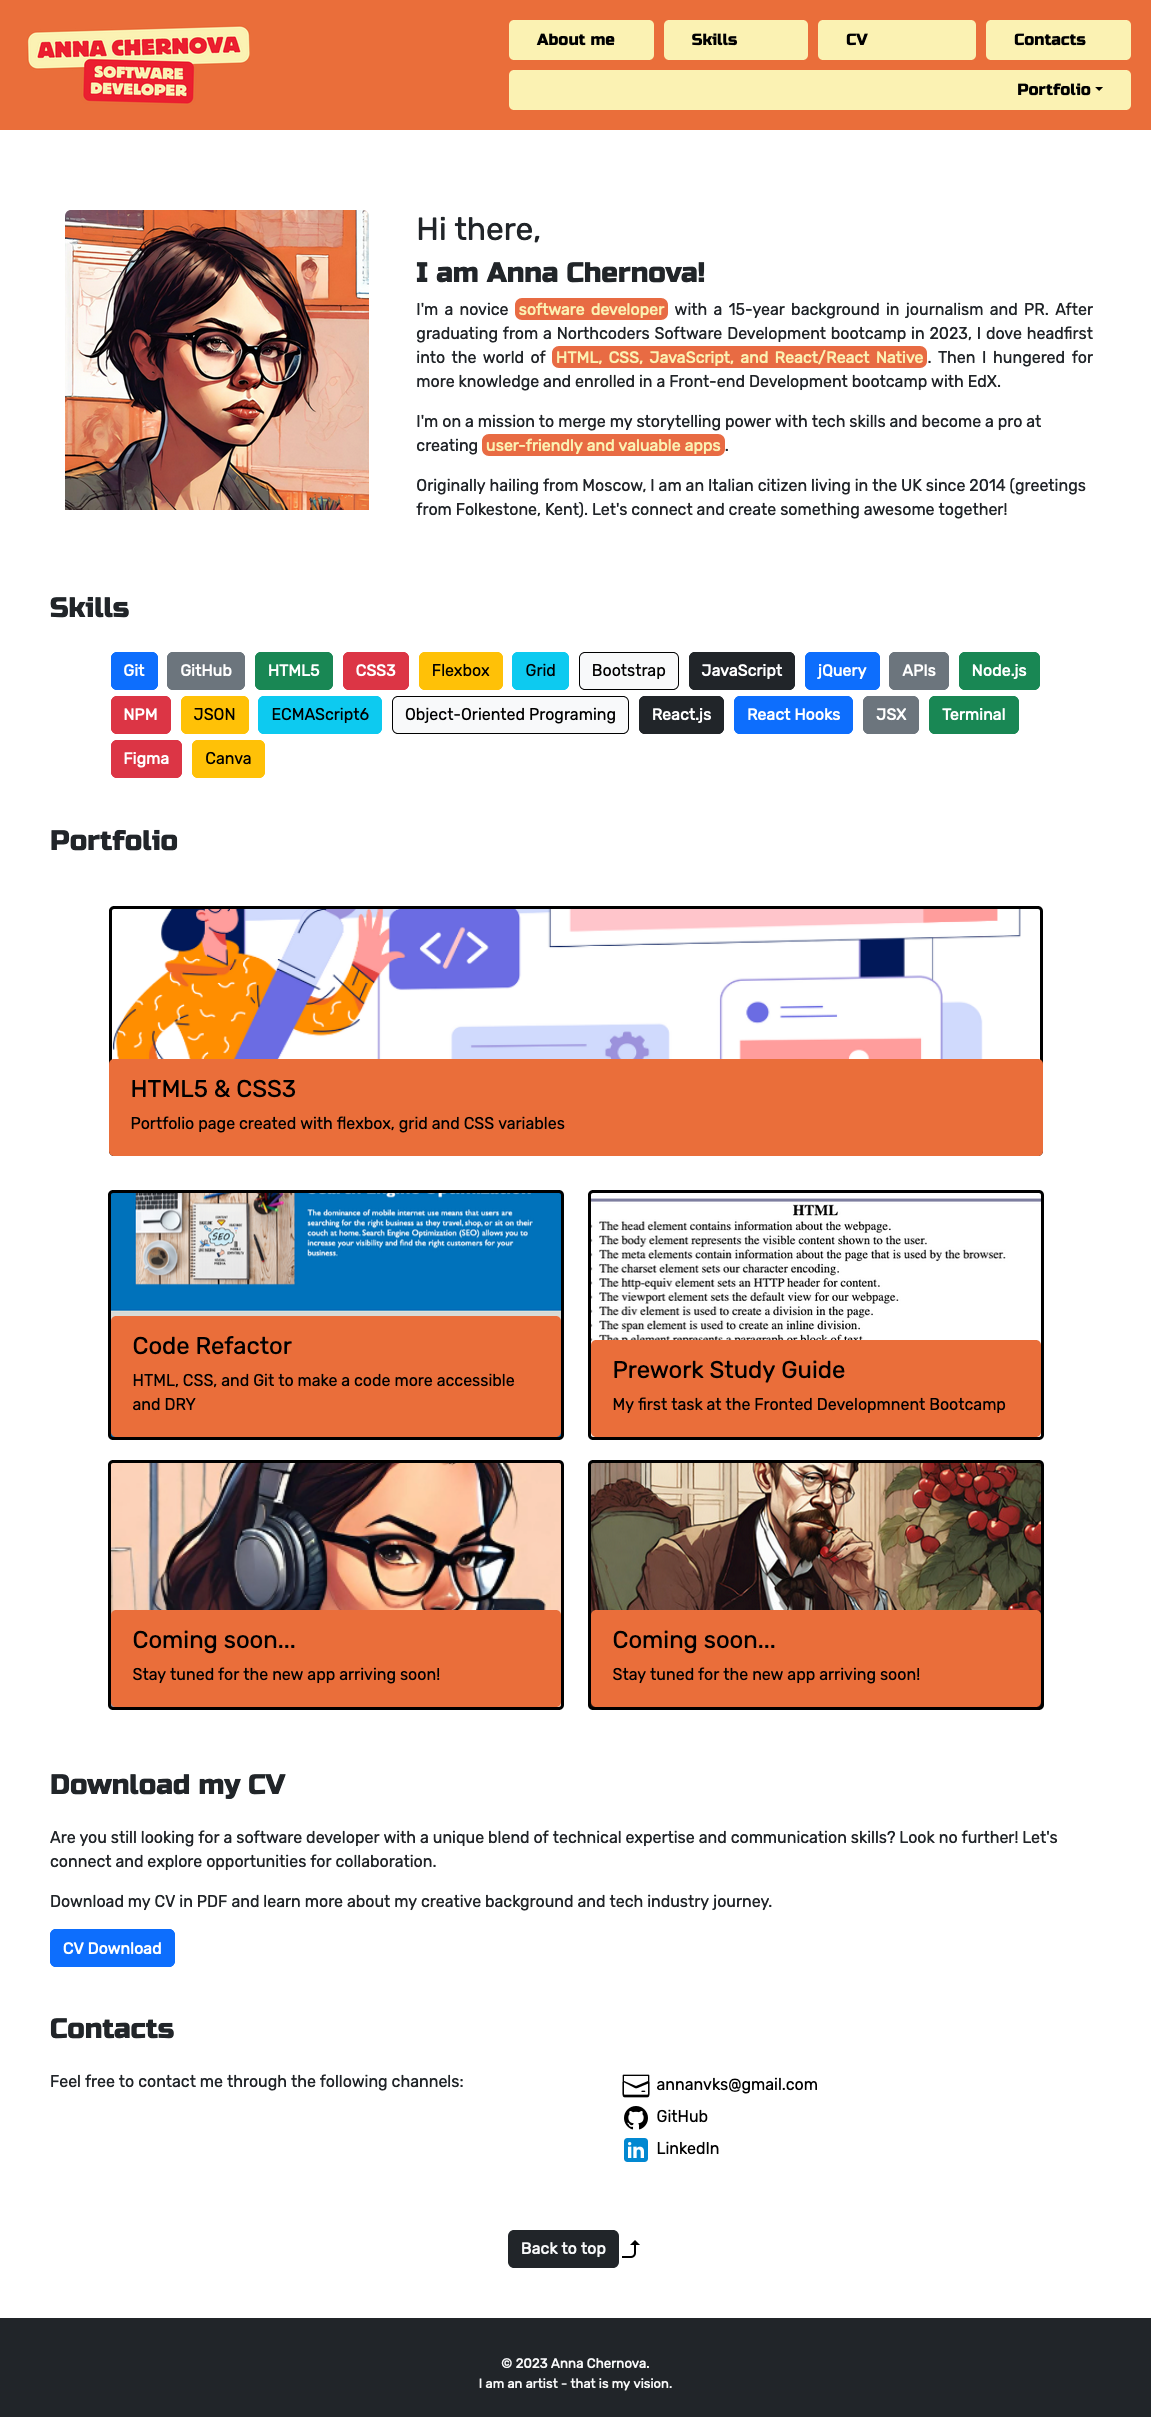 ANNA CHERNOVA
SOFTWARE
DEVELOPER
About me
Skills
CV
Contacts
Portfolio
Hi there,
I am Anna Chernova!
I'm a novice software developer with a 15-year background in journalism and PR. After
graduating from a Northcoders Software Development bootcamp in 2023, I dove headfirst
into the world of HTML, CSS, JavaScript, and React/React Native. Then I hungered for
more knowledge and enrolled in a Front-end Development bootcamp with EdX.
I'm on a mission to merge my storytelling power with tech skills and become a pro at
creating user-friendly and valuable apps.
Originally hailing from Moscow, I am an Italian citizen living in the UK since 2014 (greetings
from Folkestone, Kent). Let's connect and create something awesome together!
Skills
Git GitHub HTML5 CSS3 Flexbox Grid Bootstrap JavaScript jQuery APIs Node.js
NPM JSON ECMAScript6 Object-Oriented Programing React.js React Hooks JSX Terminal
Figma Canva
Portfolio
</>
HTML5 & CSS3
Portfolio page created with flexbox, grid and CSS variables
SEO
The dominance of mobile internet use means that users are
searching for the right business as they travel, shop, or sit on their
couch at home. Search Engine Optimization (SEO) allows you to
increase your visibility and find the right customers for your
business.
Code Refactor
HTML, CSS, and Git to make a code more accessible
and DRY
HTML
The head element contains information about the webpage.
The body element represents the visible content shown to the user.
The meta elements contain information about the page that is used by the browser.
The charset element sets our character encoding.
The http-equiv element sets an HTTP header for content.
The viewport element sets the default view for our webpage.
The div element is used to create a division in the page.
The span element is used to create an inline division.
The p element represents a paragraph or block of text
Prework Study Guide
My first task at the Fronted Developmnent Bootcamp
Coming soon...
Stay tuned for the new app arriving soon!
Coming soon...
Stay tuned for the new app arriving soon!
Download my CV
Are you still looking for a software developer with a unique blend of technical expertise and communication skills? Look no further! Let's
connect and explore opportunities for collaboration.
Download my CV in PDF and learn more about my creative background and tech industry journey.
CV Download
Contacts
Feel free to contact me through the following channels:
annanvks@gmail.com
GitHub
in LinkedIn
Back to top
© 2023 Anna Chernova.
I am an artist - that is my vision.